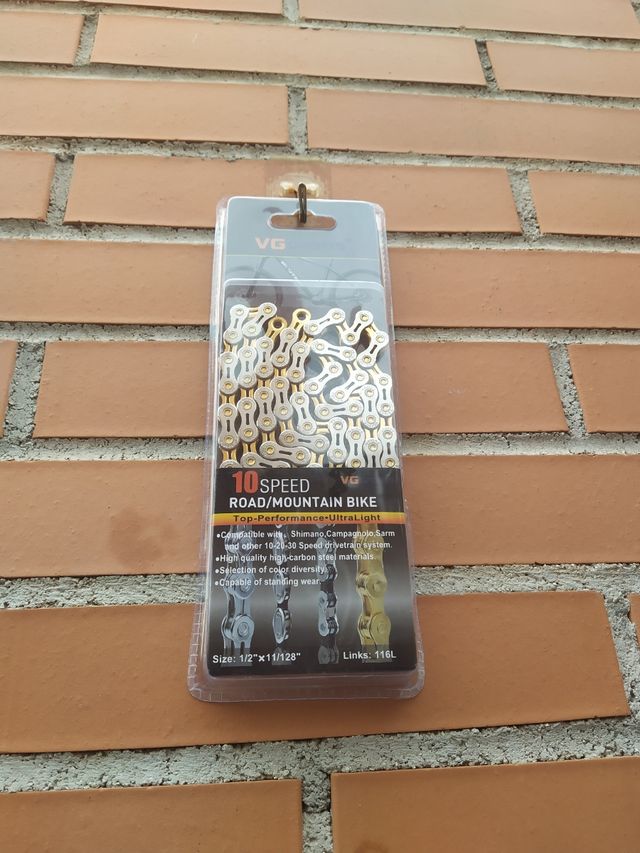 VG
10 SPEED VG
ROAD/MOUNTAIN BIKE
Top-Performance•UltraLight
•Compatible with, Shimano,Campagnolo,Sarm
and other 10-20-30 Speed drivetrain system.
•High quality high-carbon steel materials.
•Selection of color diversity.
•Capable of standing wear.
Size: 1/2"×11/128" Links: 116L